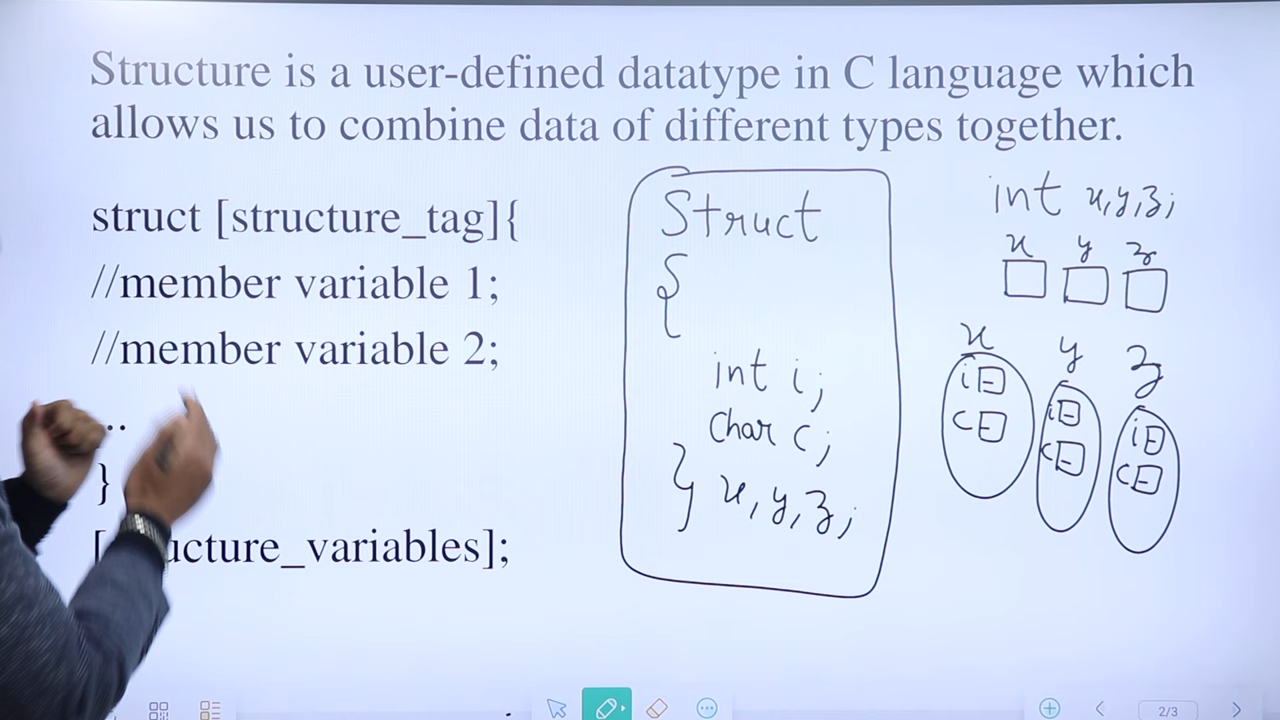 Structure is a user-defined datatype in C language which
allows us to combine data of different types together.
struct [structure_tag]{
//member variable 1;
//member variable 2;
..
}
[ucture_variables];
Struct
{
int i;
char c;
} x, y, z;
int x, y, z;
x y z
x y z
i i i
c c c
2/3